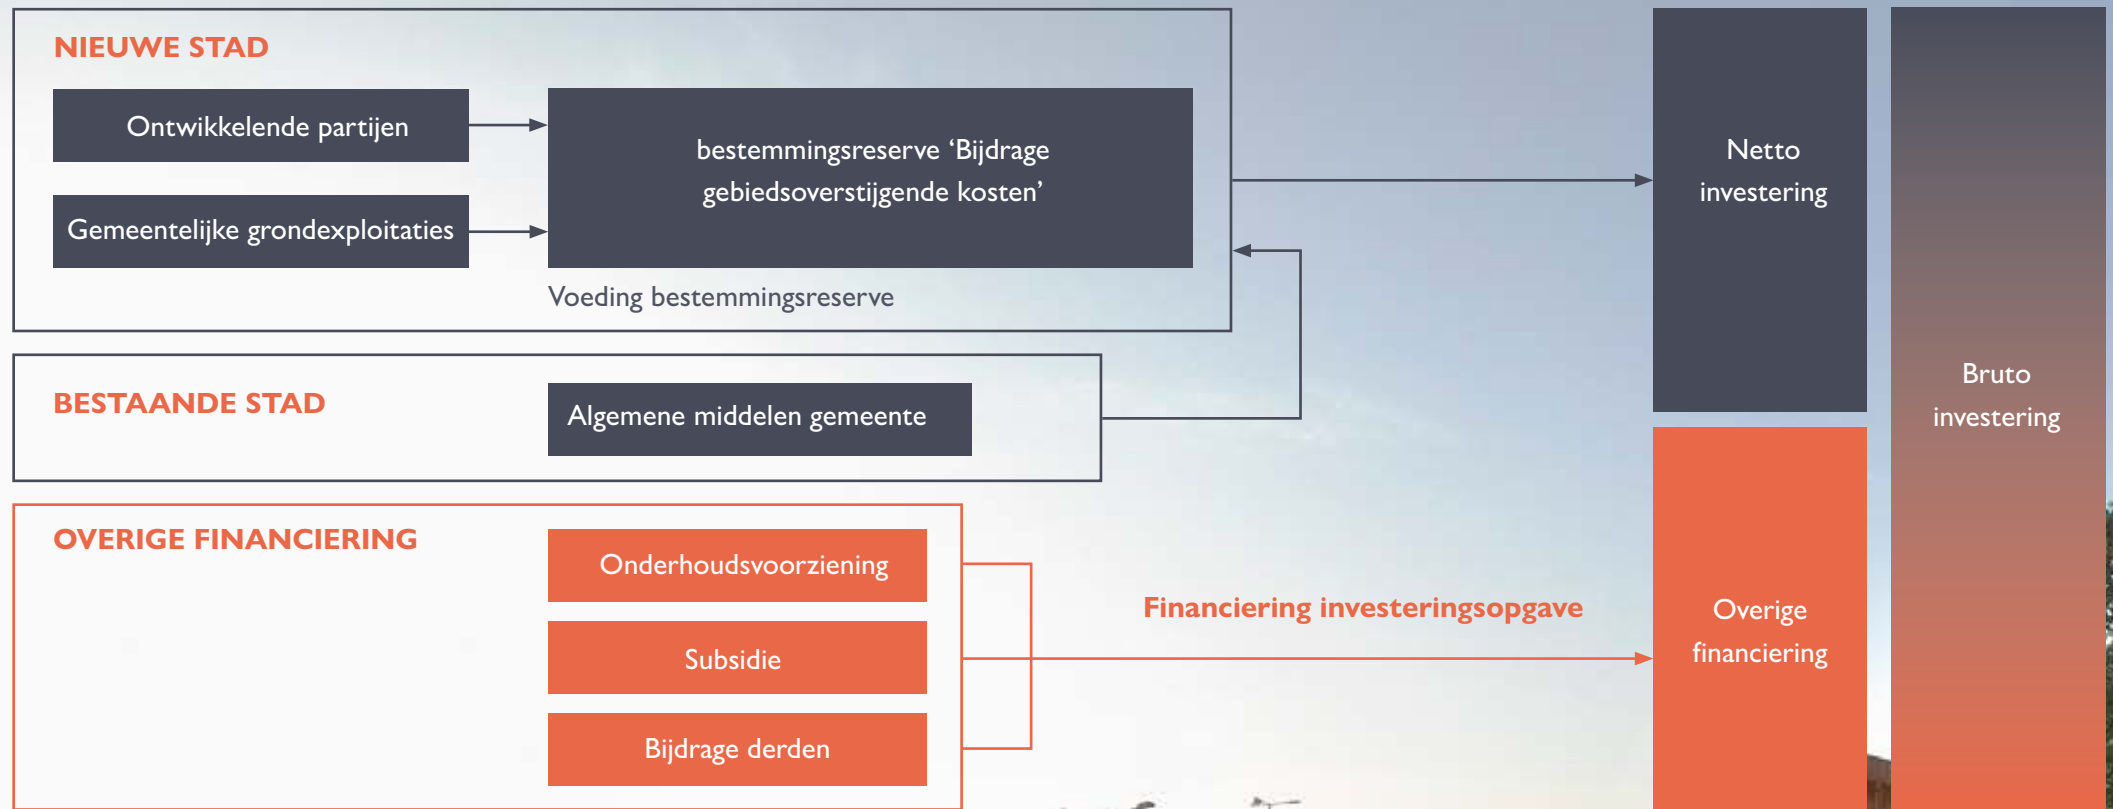 NIEUWE STAD
Ontwikkelende partijen
Gemeentelijke grondexploitaties
bestemmingsreserve ‘Bijdrage
gebiedsoverstijgende kosten’
Voeding bestemmingsreserve
BESTAANDE STAD
Algemene middelen gemeente
OVERIGE FINANCIERING
Onderhoudsvoorziening
Subsidie
Bijdrage derden
Financiering investeringsopgave
Netto
investering
Overige
financiering
Bruto
investering